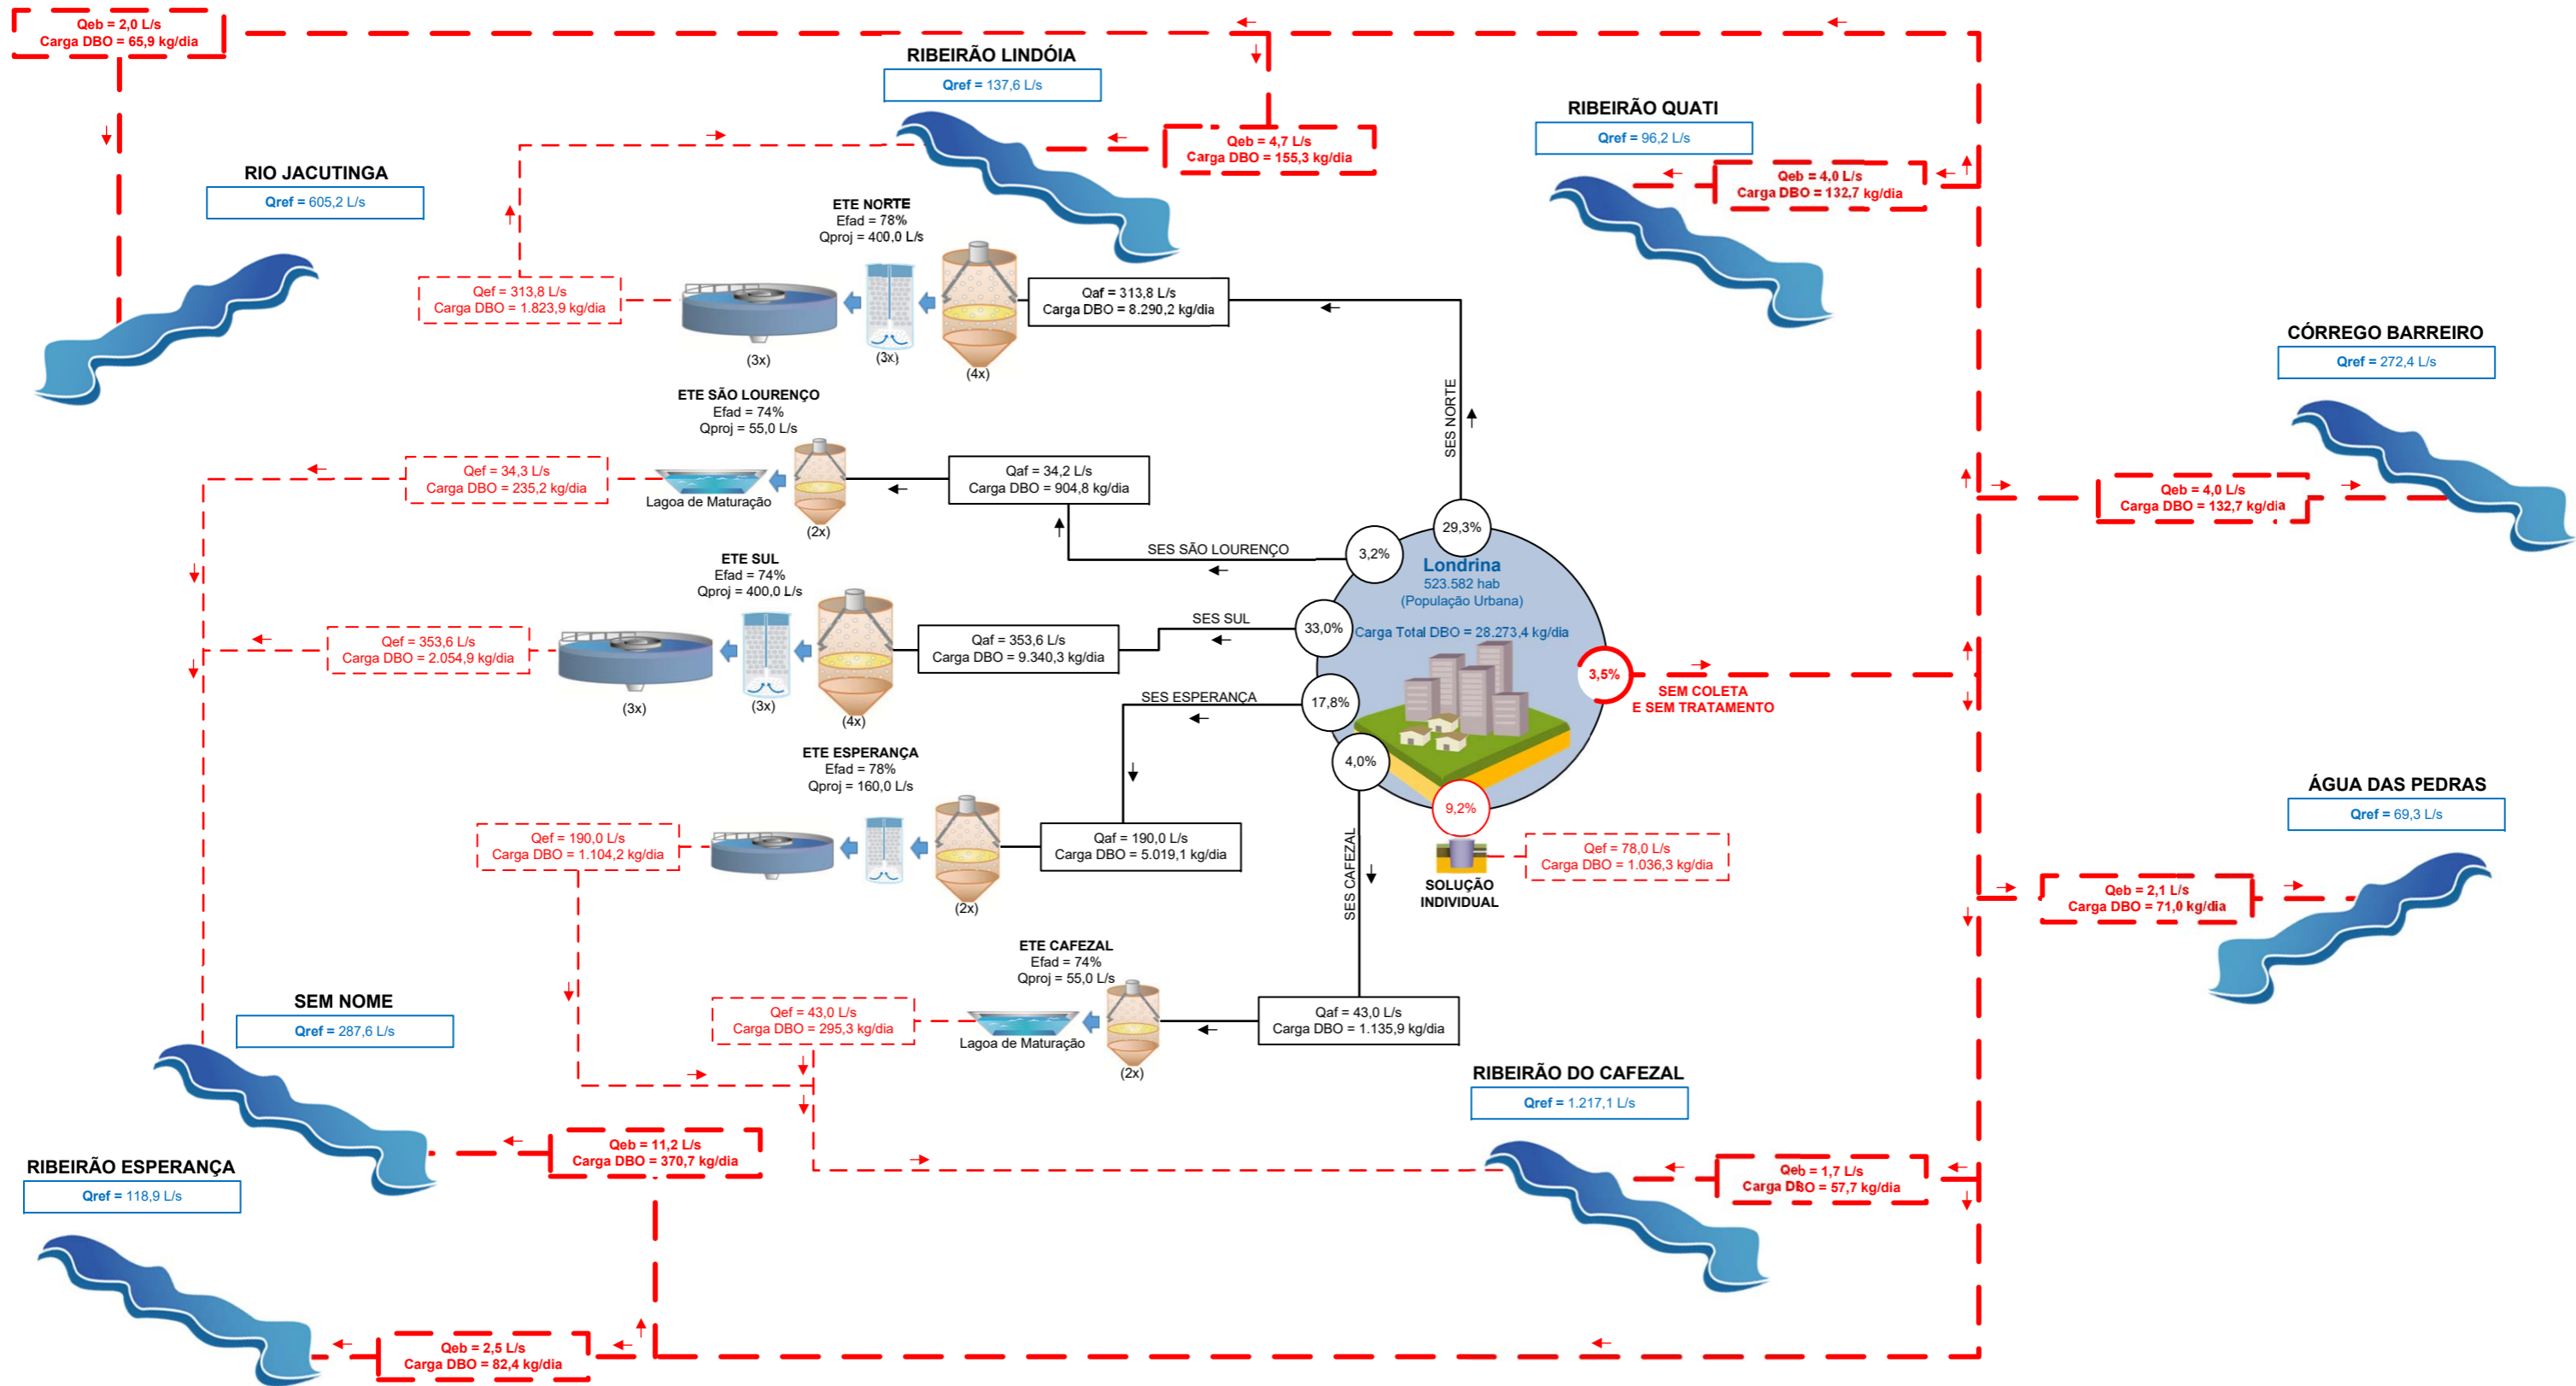 Qeb = 2,0 L/s
Carga DBO = 65,9 kg/dia
RIBEIRÃO LINDÓIA
Qref = 137,6 L/s
Qeb = 4,7 L/s
Carga DBO = 155,3 kg/dia
RIBEIRÃO QUATI
Qref = 96,2 L/s
Qeb = 4,0 L/s
Carga DBO = 132,7 kg/dia
RIO JACUTINGA
Qref = 605,2 L/s
ETE NORTE
Efad = 78%
Qproj = 400,0 L/s
Qef = 313,8 L/s
Carga DBO = 1.823,9 kg/dia
(3x)
(3x)
(4x)
Qaf = 313,8 L/s
Carga DBO = 8.290,2 kg/dia
SES NORTE
CÓRREGO BARREIRO
Qref = 272,4 L/s
Qeb = 4,0 L/s
Carga DBO = 132,7 kg/dia
ETE SÃO LOURENÇO
Efad = 74%
Qproj = 55,0 L/s
Qef = 34,3 L/s
Carga DBO = 235,2 kg/dia
Lagoa de Maturação
(2x)
Qaf = 34,2 L/s
Carga DBO = 904,8 kg/dia
SES SÃO LOURENÇO
29,3%
3,2%
Londrina
523.582 hab
(População Urbana)
Carga Total DBO = 28.273,4 kg/dia
33,0%
17,8%
4,0%
9,2%
3,5%
SEM COLETA
E SEM TRATAMENTO
ETE SUL
Efad = 74%
Qproj = 400,0 L/s
Qef = 353,6 L/s
Carga DBO = 2.054,9 kg/dia
(3x)
(3x)
(4x)
Qaf = 353,6 L/s
Carga DBO = 9.340,3 kg/dia
SES SUL
SES ESPERANÇA
ETE ESPERANÇA
Efad = 78%
Qproj = 160,0 L/s
Qef = 190,0 L/s
Carga DBO = 1.104,2 kg/dia
(2x)
Qaf = 190,0 L/s
Carga DBO = 5.019,1 kg/dia
SES CAFEZAL
SOLUÇÃO
INDIVIDUAL
Qef = 78,0 L/s
Carga DBO = 1.036,3 kg/dia
ÁGUA DAS PEDRAS
Qref = 69,3 L/s
Qeb = 2,1 L/s
Carga DBO = 71,0 kg/dia
ETE CAFEZAL
Efad = 74%
Qproj = 55,0 L/s
Qef = 43,0 L/s
Carga DBO = 295,3 kg/dia
Lagoa de Maturação
(2x)
Qaf = 43,0 L/s
Carga DBO = 1.135,9 kg/dia
SEM NOME
Qref = 287,6 L/s
Qeb = 11,2 L/s
Carga DBO = 370,7 kg/dia
RIBEIRÃO DO CAFEZAL
Qref = 1.217,1 L/s
Qeb = 1,7 L/s
Carga DBO = 57,7 kg/dia
RIBEIRÃO ESPERANÇA
Qref = 118,9 L/s
Qeb = 2,5 L/s
Carga DBO = 82,4 kg/dia